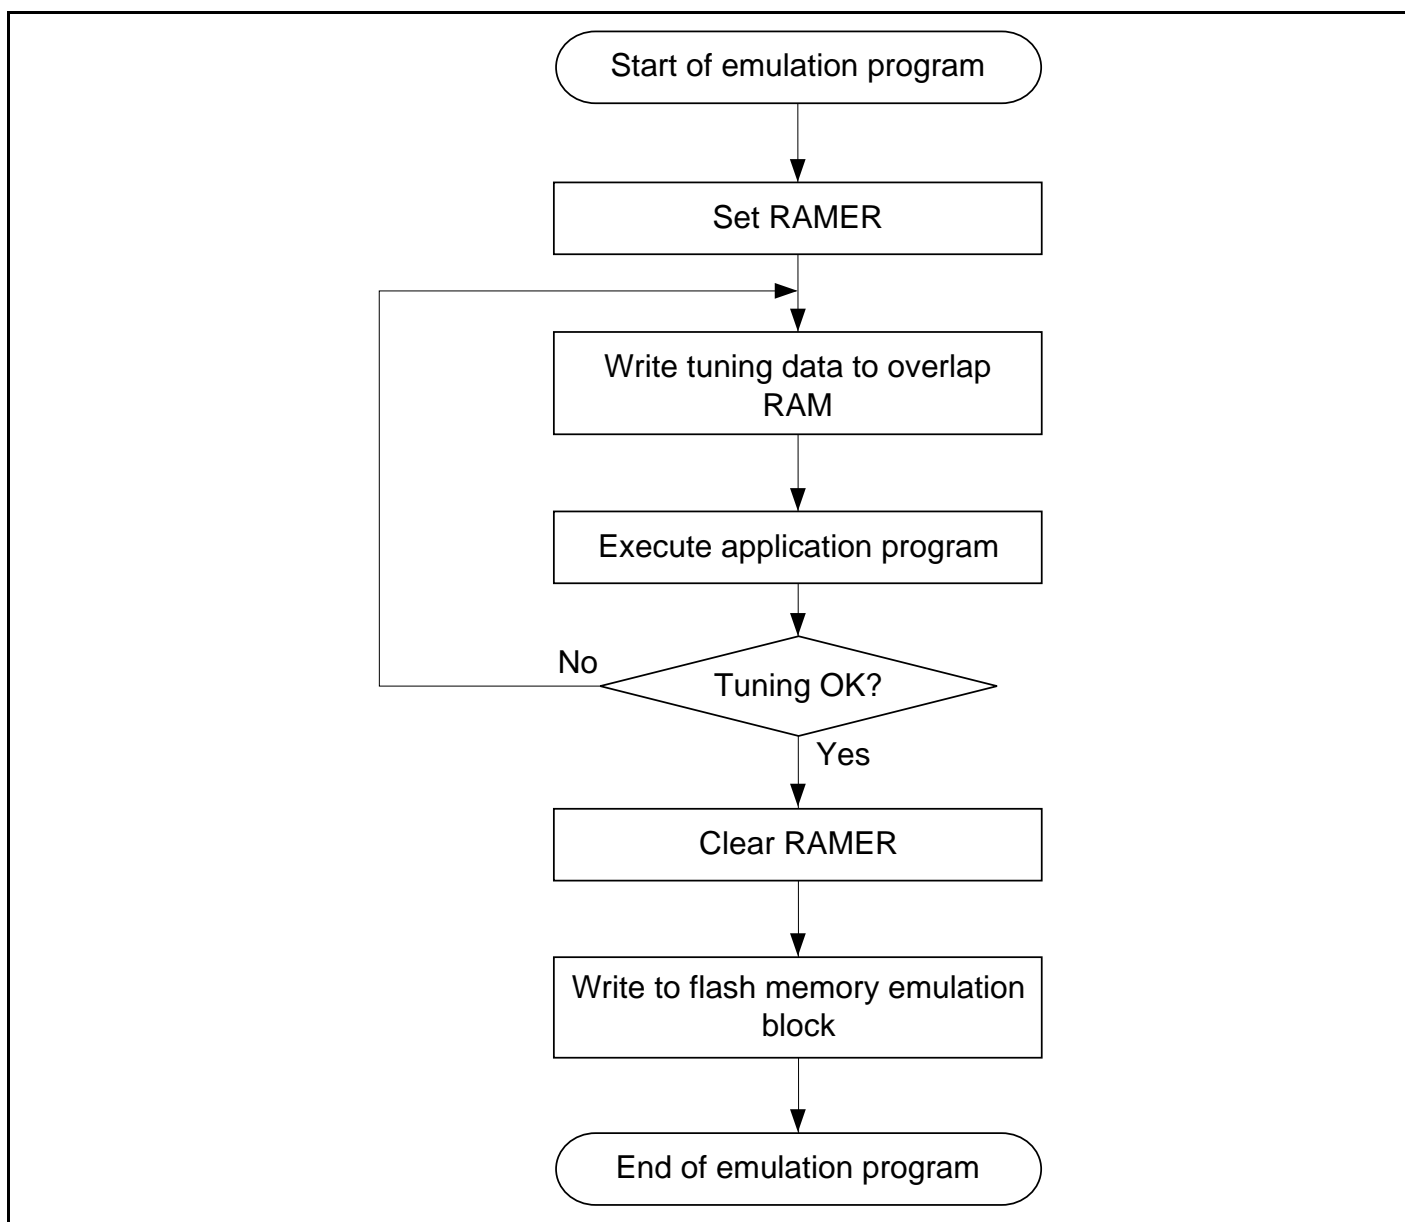 Start of emulation program
Set RAMER
Write tuning data to overlap
RAM
Execute application program
No
Tuning OK?
Yes
Clear RAMER
Write to flash memory emulation
block
End of emulation program